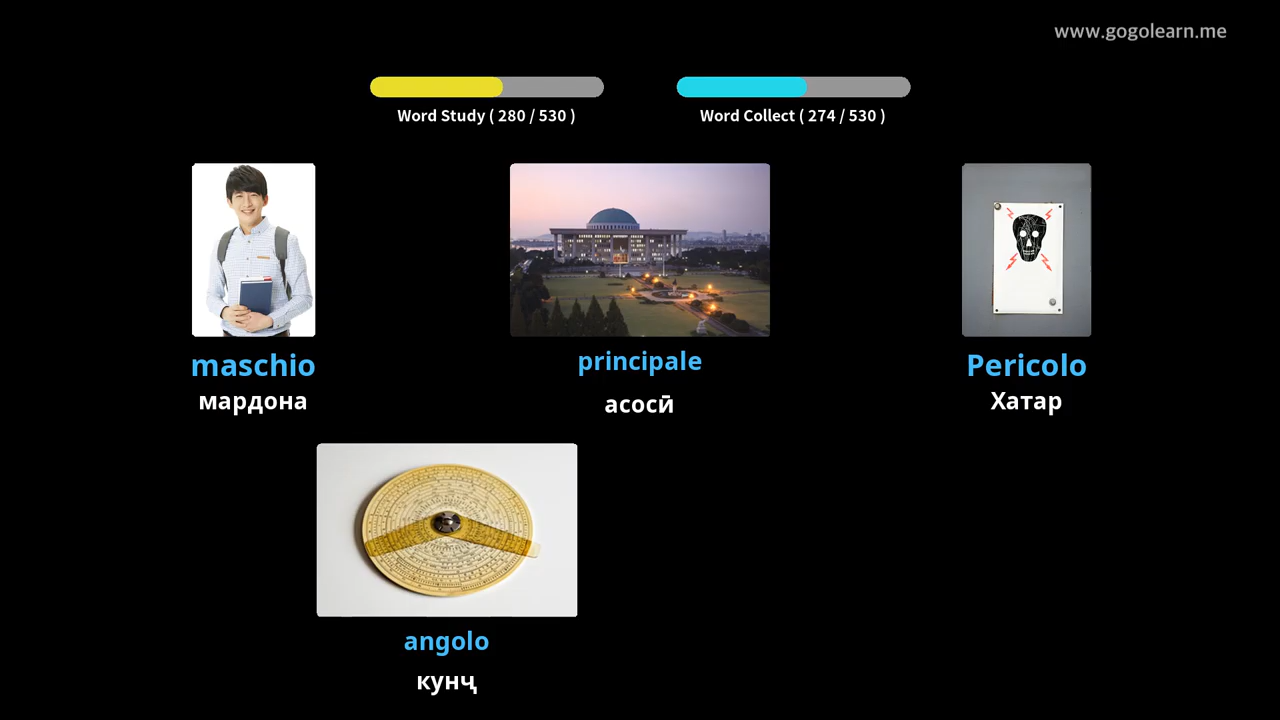 www.gogolearn.me
Word Study ( 280 / 530 )
Word Collect ( 274 / 530 )
maschio
мардона
principale
асосӣ
Pericolo
Хатар
angolo
кунҷ